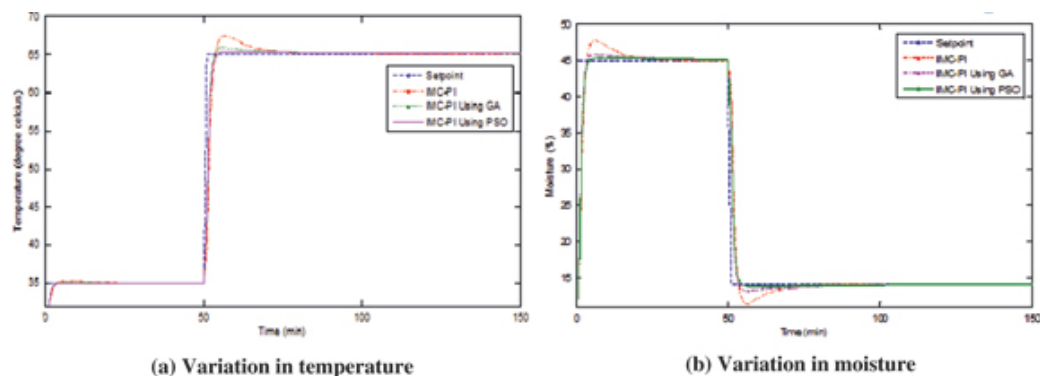 70
65
60
55
50
45
40
35
Temperature (degree celcius)
0
50
100
150
Time (min)
Setpoint
IMC-PI
IMC-PI Using GA
IMC-PI Using PSO
(a) Variation in temperature
50
45
40
35
30
25
20
15
Moisture (%)
0
50
100
150
Time (min)
Setpoint
IMC-PI
IMC-PI Using GA
IMC-PI Using PSO
(b) Variation in moisture